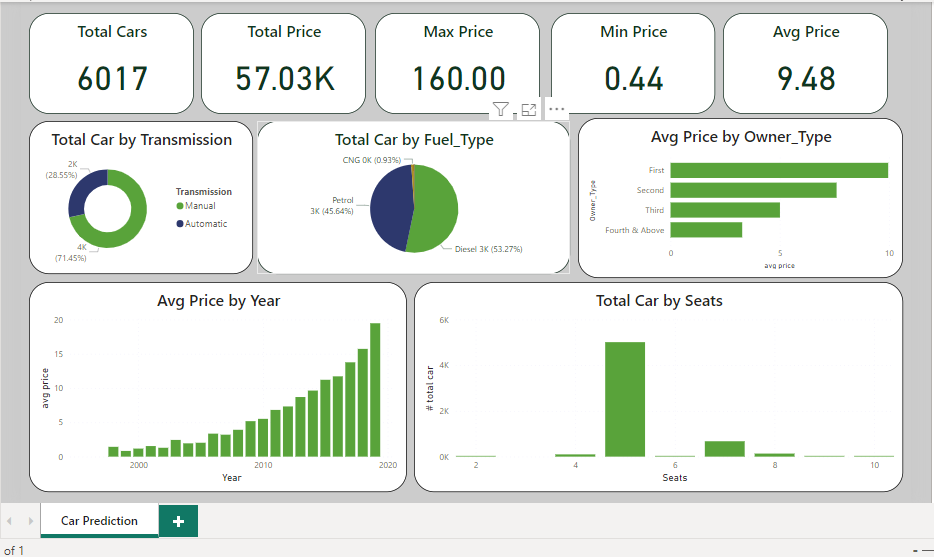 Total Cars
6017
Total Price
57.03K
Max Price
160.00
Min Price
0.44
Avg Price
9.48
Total Car by Transmission
2K
(28.55%)
4K
(71.45%)
Transmission
Manual
Automatic
Total Car by Fuel_Type
CNG 0K (0.93%)
Petrol
3K (45.64%)
Diesel 3K (53.27%)
Avg Price by Owner_Type
Owner_Type
First
Second
Third
Fourth & Above
0 5 10
avg price
Avg Price by Year
avg price
20
15
10
5
0
2000 2010 2020
Year
Total Car by Seats
# total car
6K
4K
2K
0K
2 4 6 8 10
Seats
Car Prediction
of 1